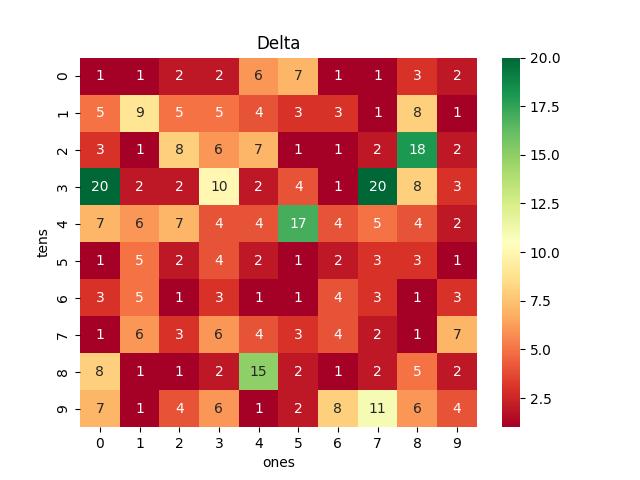 Delta
0 1 1 2 2 6 7 1 1 3 2
1 5 9 5 5 4 3 3 1 8 1
2 3 1 8 6 7 1 1 2 18 2
3 20 2 2 10 2 4 1 20 8 3
4 7 6 7 4 4 17 4 5 4 2
5 1 5 2 4 2 1 2 3 3 1
6 3 5 1 3 1 1 4 3 1 3
7 1 6 3 6 4 3 4 2 1 7
8 8 1 1 2 15 2 1 2 5 2
9 7 1 4 6 1 2 8 11 6 4
0 1 2 3 4 5 6 7 8 9
tens
ones
20.0
17.5
15.0
12.5
10.0
7.5
5.0
2.5